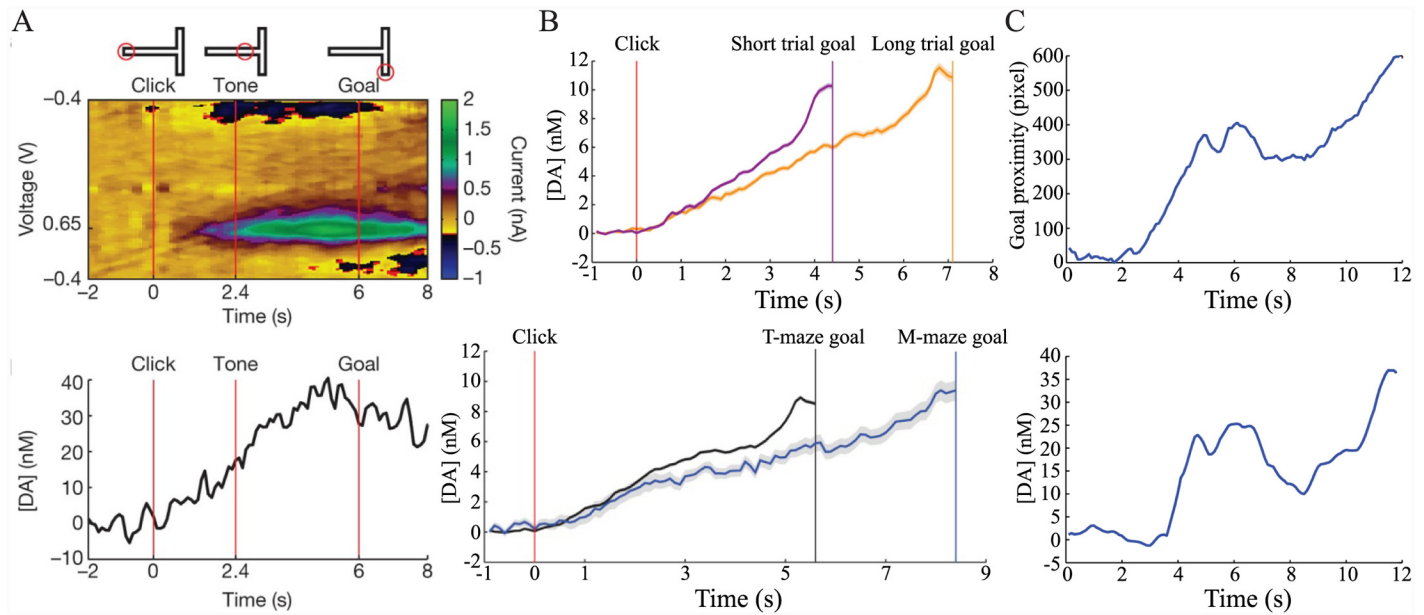 A
Click Tone Goal
−0.4
0.65
−0.4
Voltage (V)
−2 0 2.4 6 8
Time (s)
2
1.5
1
0.5
0
−0.5
−1
Current (nA)
Click Tone Goal
40
30
20
10
0
−10
[DA] (nM)
−2 0 2.4 6 8
Time (s)
B
Click Short trial goal Long trial goal
12
10
8
6
4
2
0
−2
[DA] (nM)
-1 0 1 2 3 4 5 6 7 8
Time (s)
Click T-maze goal M-maze goal
12
10
8
6
4
2
0
-2
[DA] (nM)
-1 0 1 3 5 7 9
Time (s)
C
600
500
400
300
200
100
0
Goal proximity (pixel)
0 2 4 6 8 10 12
Time (s)
40
35
30
25
20
15
10
5
0
-5
[DA] (nM)
0 2 4 6 8 10 12
Time (s)